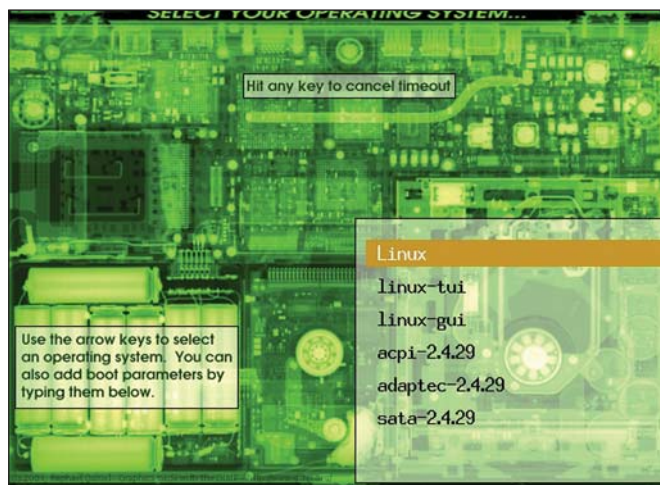 SELECT YOUR OPERATING SYSTEM...
Hit any key to cancel timeout
Linux
linux-tui
linux-gui
acpi-2.4.29
adaptec-2.4.29
sata-2.4.29
Use the arrow keys to select
an operating system. You can
also add boot parameters by
typing them below.